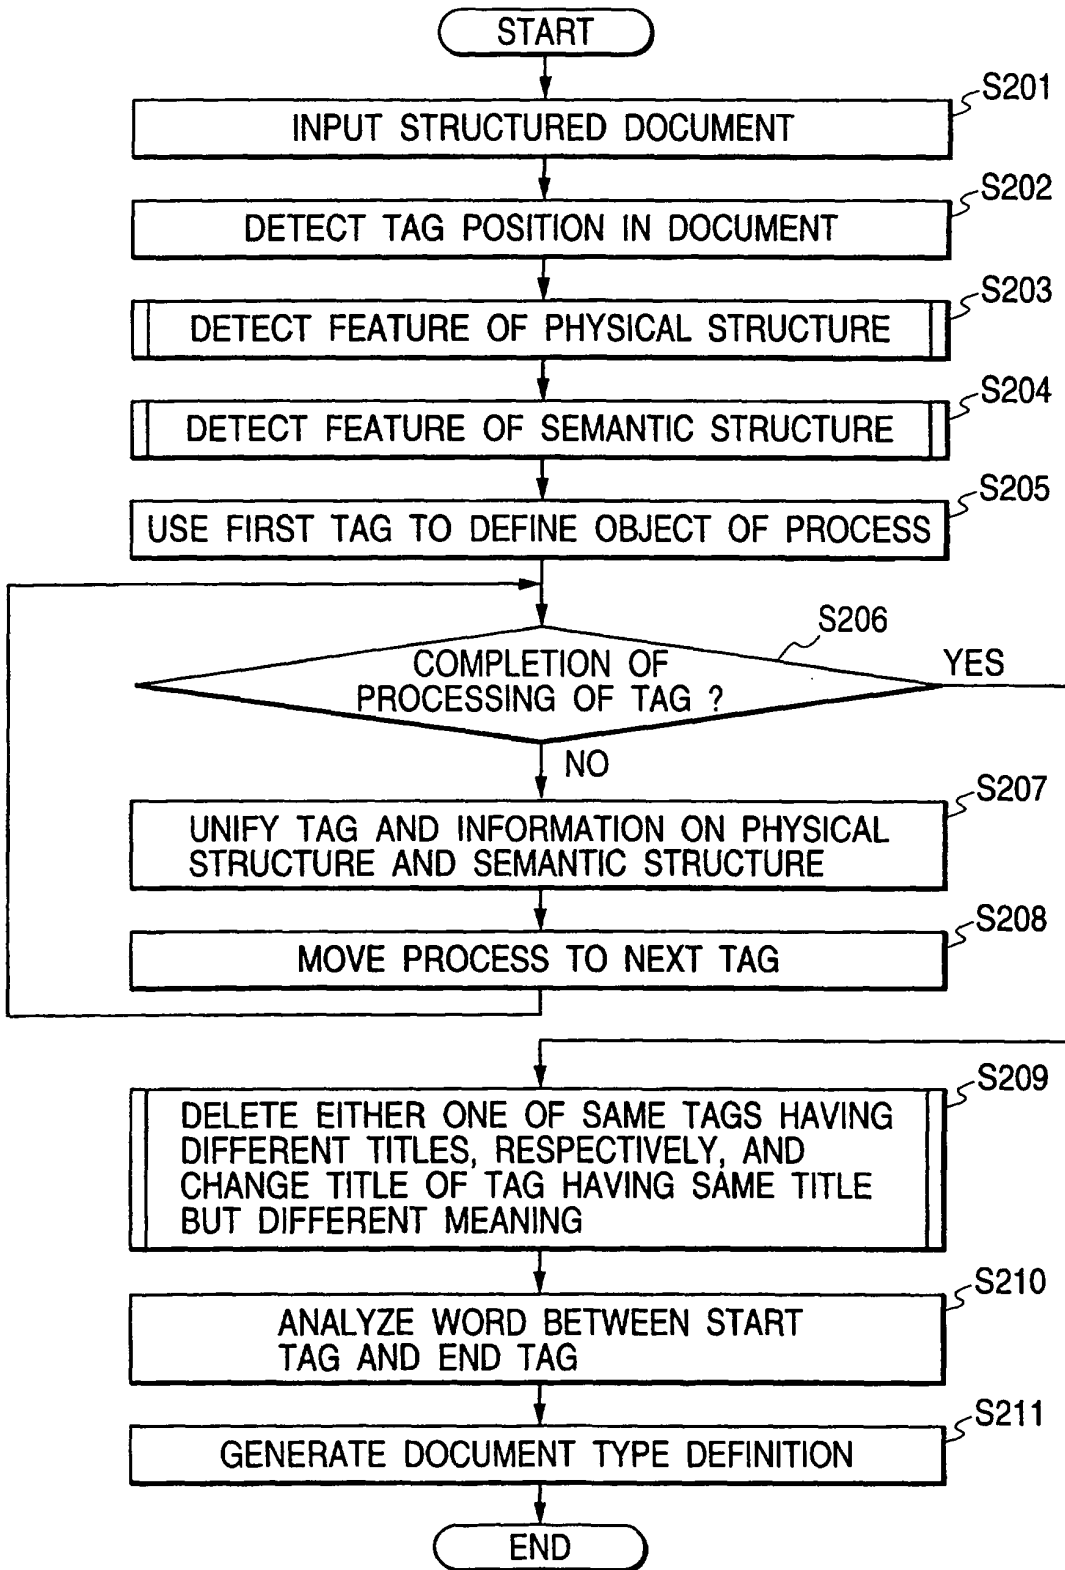 START
S201
INPUT STRUCTURED DOCUMENT
S202
DETECT TAG POSITION IN DOCUMENT
S203
DETECT FEATURE OF PHYSICAL STRUCTURE
S204
DETECT FEATURE OF SEMANTIC STRUCTURE
S205
USE FIRST TAG TO DEFINE OBJECT OF PROCESS
S206
COMPLETION OF
PROCESSING OF TAG ?
YES
NO
S207
UNIFY TAG AND INFORMATION ON PHYSICAL
STRUCTURE AND SEMANTIC STRUCTURE
S208
MOVE PROCESS TO NEXT TAG
S209
DELETE EITHER ONE OF SAME TAGS HAVING
DIFFERENT TITLES, RESPECTIVELY, AND
CHANGE TITLE OF TAG HAVING SAME TITLE
BUT DIFFERENT MEANING
S210
ANALYZE WORD BETWEEN START
TAG AND END TAG
S211
GENERATE DOCUMENT TYPE DEFINITION
END